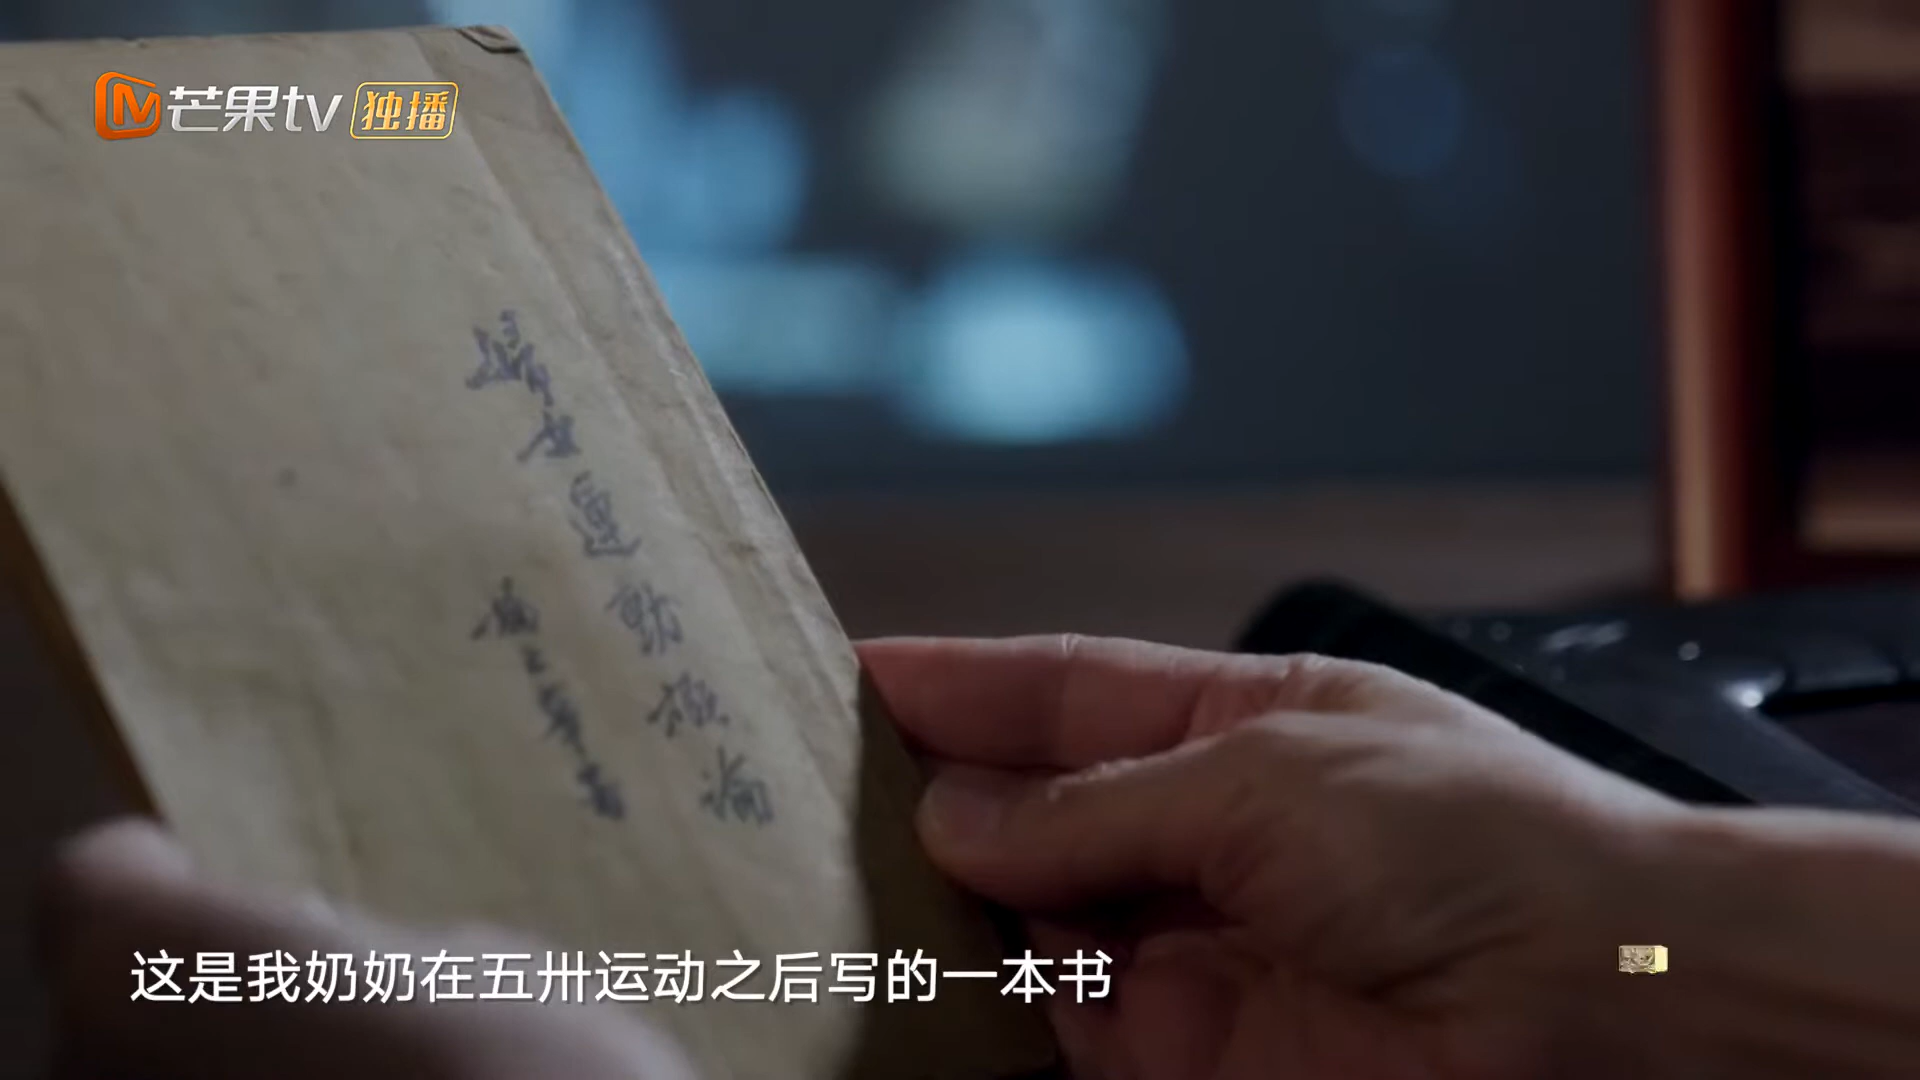 芒果tv 独播
婦女運動概論
楊之華著
这是我奶奶在五卅运动之后写的一本书